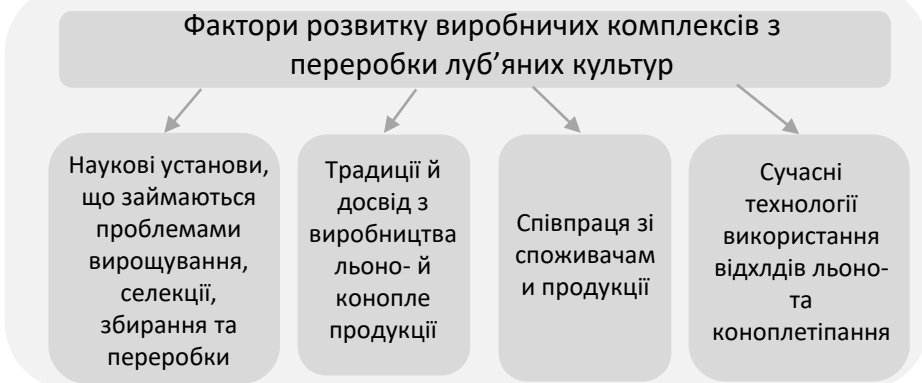 Фактори розвитку виробничих комплексів з
переробки луб’яних культур
Наукові установи,
що займаються
проблемами
вирощування,
селекції,
збирання та
переробки
Традиції й
досвід з
виробництва
льоно- й
конопле
продукції
Співпраця зі
споживачам
и продукції
Сучасні
технології
використання
відхлдів льоно-
та
коноплетіпання